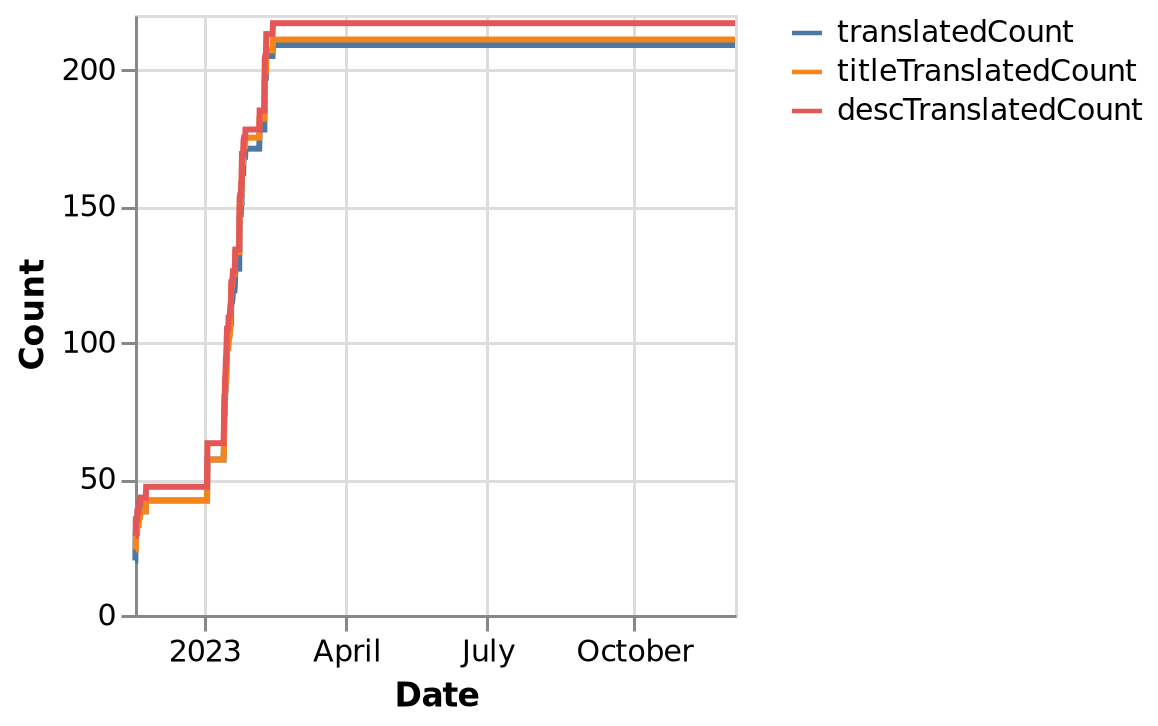 translatedCount
titleTranslatedCount
descTranslatedCount
Count
200
150
100
50
0
2023 April July October
Date